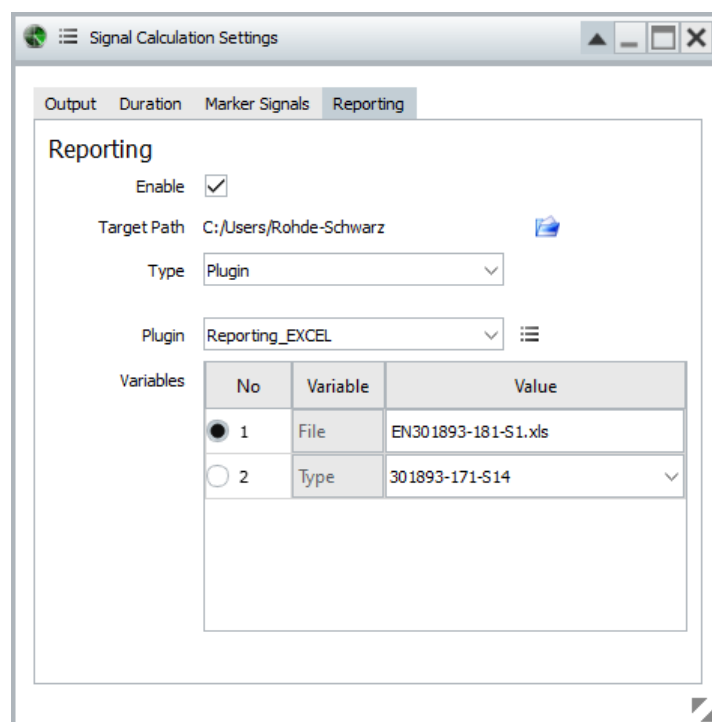 Signal Calculation Settings
Output Duration Marker Signals Reporting
Reporting
Enable
Target Path C:/Users/Rohde-Schwarz
Type Plugin
Plugin Reporting_EXCEL
Variables No Variable Value
1 File EN301893-181-S1.xls
2 Type 301893-171-S14